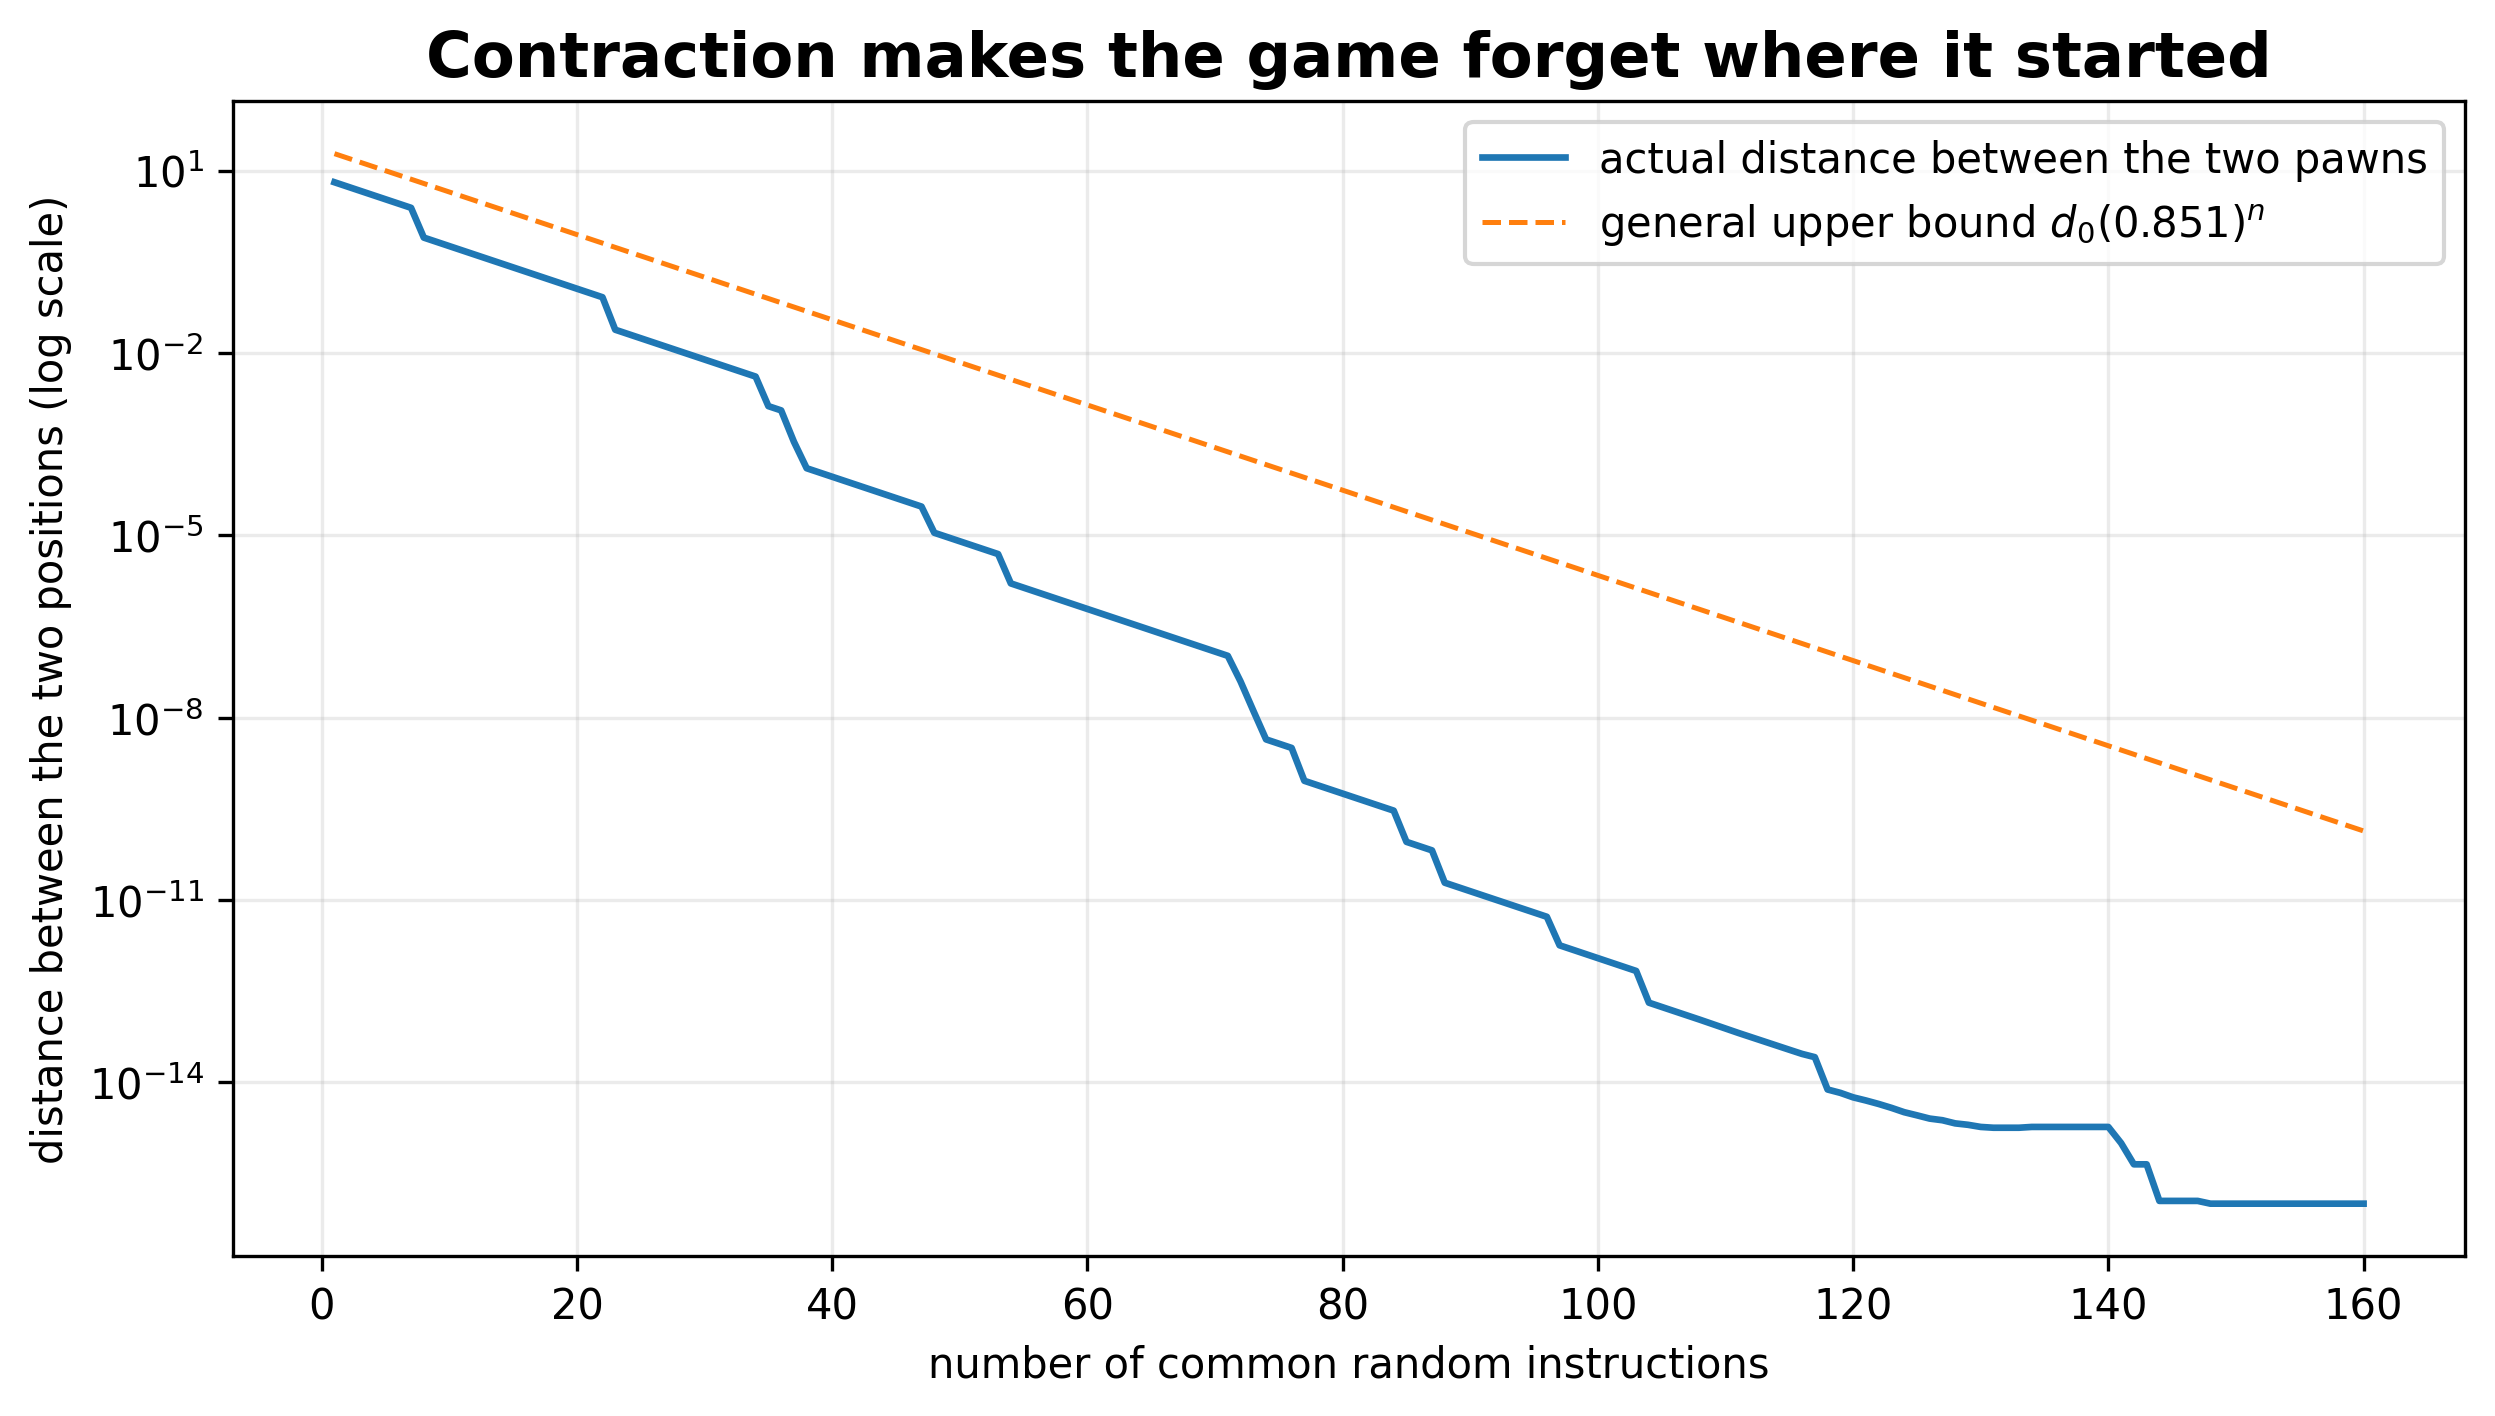 Contraction makes the game forget where it started
distance between the two positions (log scale)
10¹
10⁻²
10⁻⁵
10⁻⁸
10⁻¹¹
10⁻¹⁴
actual distance between the two pawns
general upper bound d₀(0.851)ⁿ
0 20 40 60 80 100 120 140 160
number of common random instructions